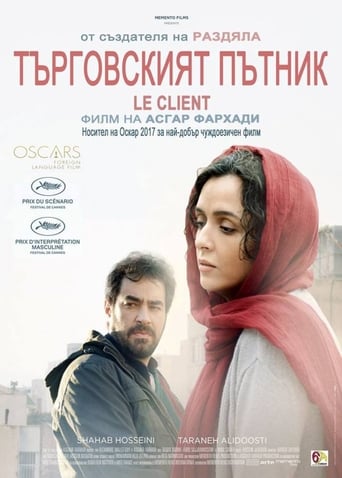 MEMENTO FILMS
от създателя на РАЗДЯЛА
ТЪРГОВСКИЯТ ПЪТНИК
LE CLIENT
ФИЛМ НА АСГАР ФАРХАДИ
Носител на Оскар 2017 за най-добър чуждоезичен филм
OSCARS
FOREIGN
LANGUAGE FILM
PRIX DU SCÉNARIO
FESTIVAL DE CANNES
PRIX D'INTERPRÉTATION
MASCULINE
FESTIVAL DE CANNES
SHAHAB HOSSEINI TARANEH ALIDOOSTI
arte